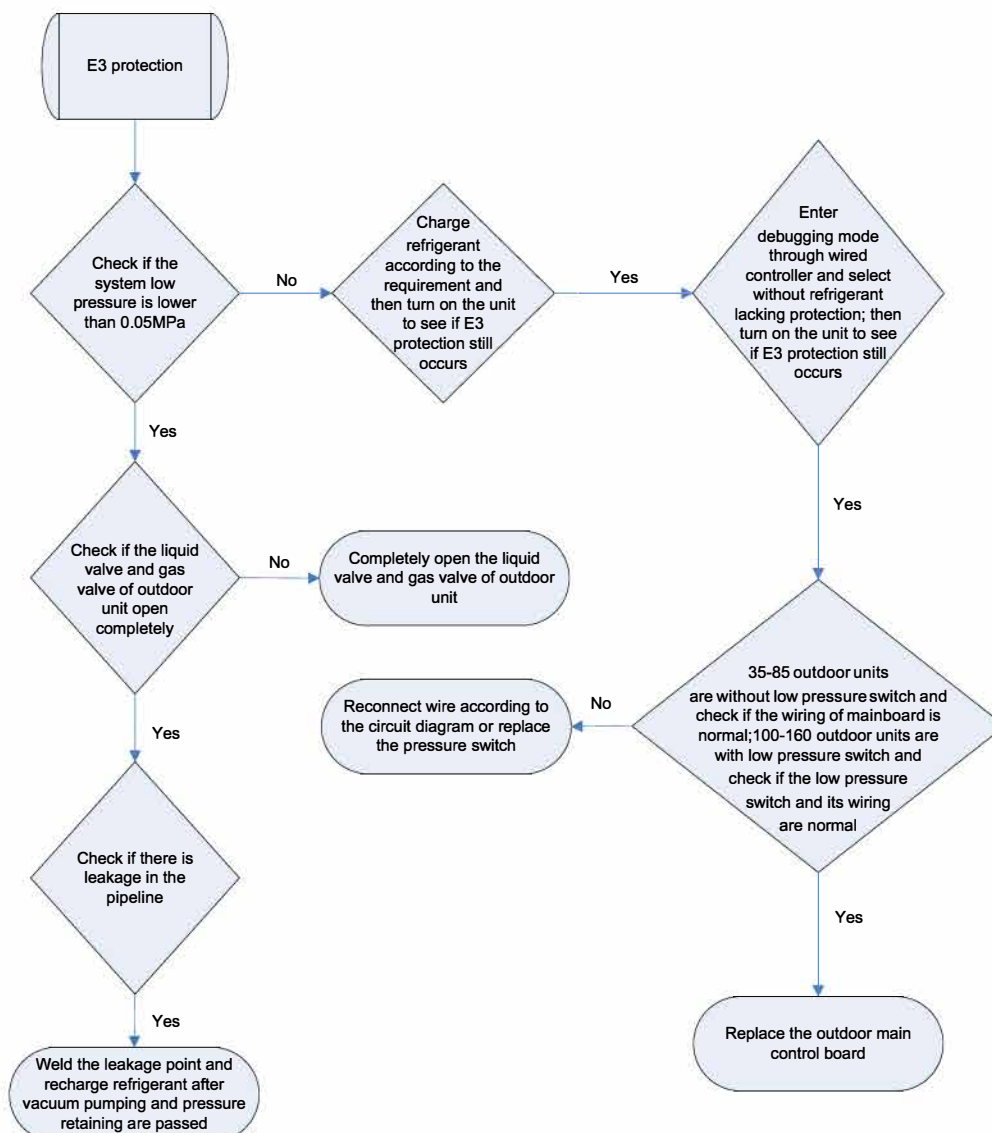 E3 protection
Check if the
system low
pressure is lower
than 0.05MPa
No
Charge
refrigerant
according to the
requirement and
then turn on the unit
to see if E3
protection still
occurs
Yes
Enter
debugging mode
through wired
controller and select
without refrigerant
lacking protection; then
turn on the unit to see
if E3 protection still
occurs
Yes
Yes
Check if the liquid
valve and gas
valve of outdoor
unit open
completely
No
Completely open the liquid
valve and gas valve of outdoor
unit
35-85 outdoor units
are without low pressure switch and
check if the wiring of mainboard is
normal;100-160 outdoor units are
with low pressure switch and
check if the low pressure
switch and its wiring
are normal
No
Reconnect wire according to
the circuit diagram or replace
the pressure switch
Yes
Check if there is
leakage in the
pipeline
Yes
Yes
Weld the leakage point and
recharge refrigerant after
vacuum pumping and pressure
retaining are passed
Replace the outdoor main
control board